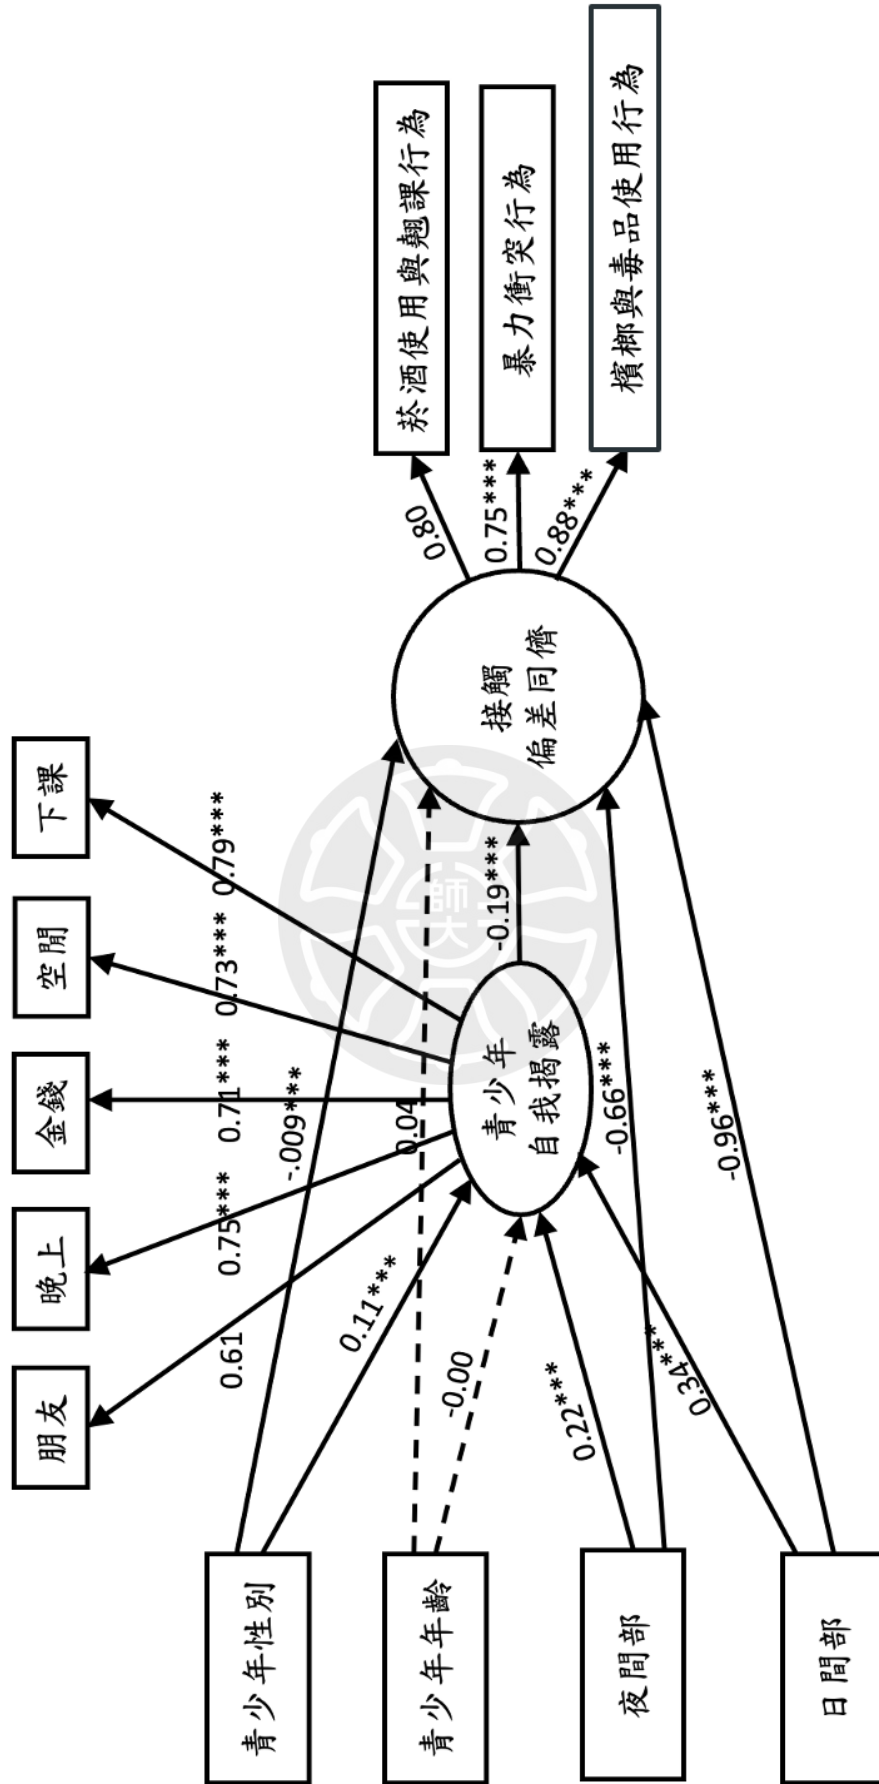 朋友
晚上
金錢
空閒
下課
0.61
0.75***
0.71***
0.73***
0.79***
青少年性別
青少年年齡
夜間部
日間部
-.009***
0.11***
0.04
-0.00
0.22***
-0.66***
0.34***
-0.96***
青少年
自我揭露
-0.19***
接觸
偏差同儕
0.80
0.75***
0.88***
菸酒使用與翹課行為
暴力衝突行為
檳榔與毒品使用行為
師大